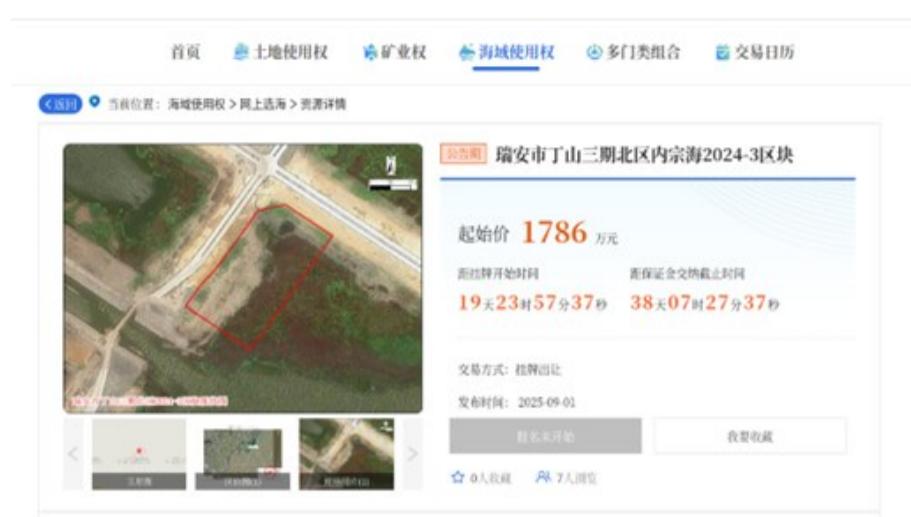 首页 土地使用权 矿业权 海域使用权 多门类组合 交易日历
返回 当前位置： 海域使用权 > 网上选海 > 资源详情
公告期 瑞安市丁山三期北区内宗海2024-3区块
起始价 1786 万元
距挂牌开始时间 距保证金交纳截止时间
19天23时57分37秒 38天07时27分37秒
交易方式： 挂牌出让
发布时间： 2025-09-01
报名未开始 我要收藏
0人收藏 7人浏览